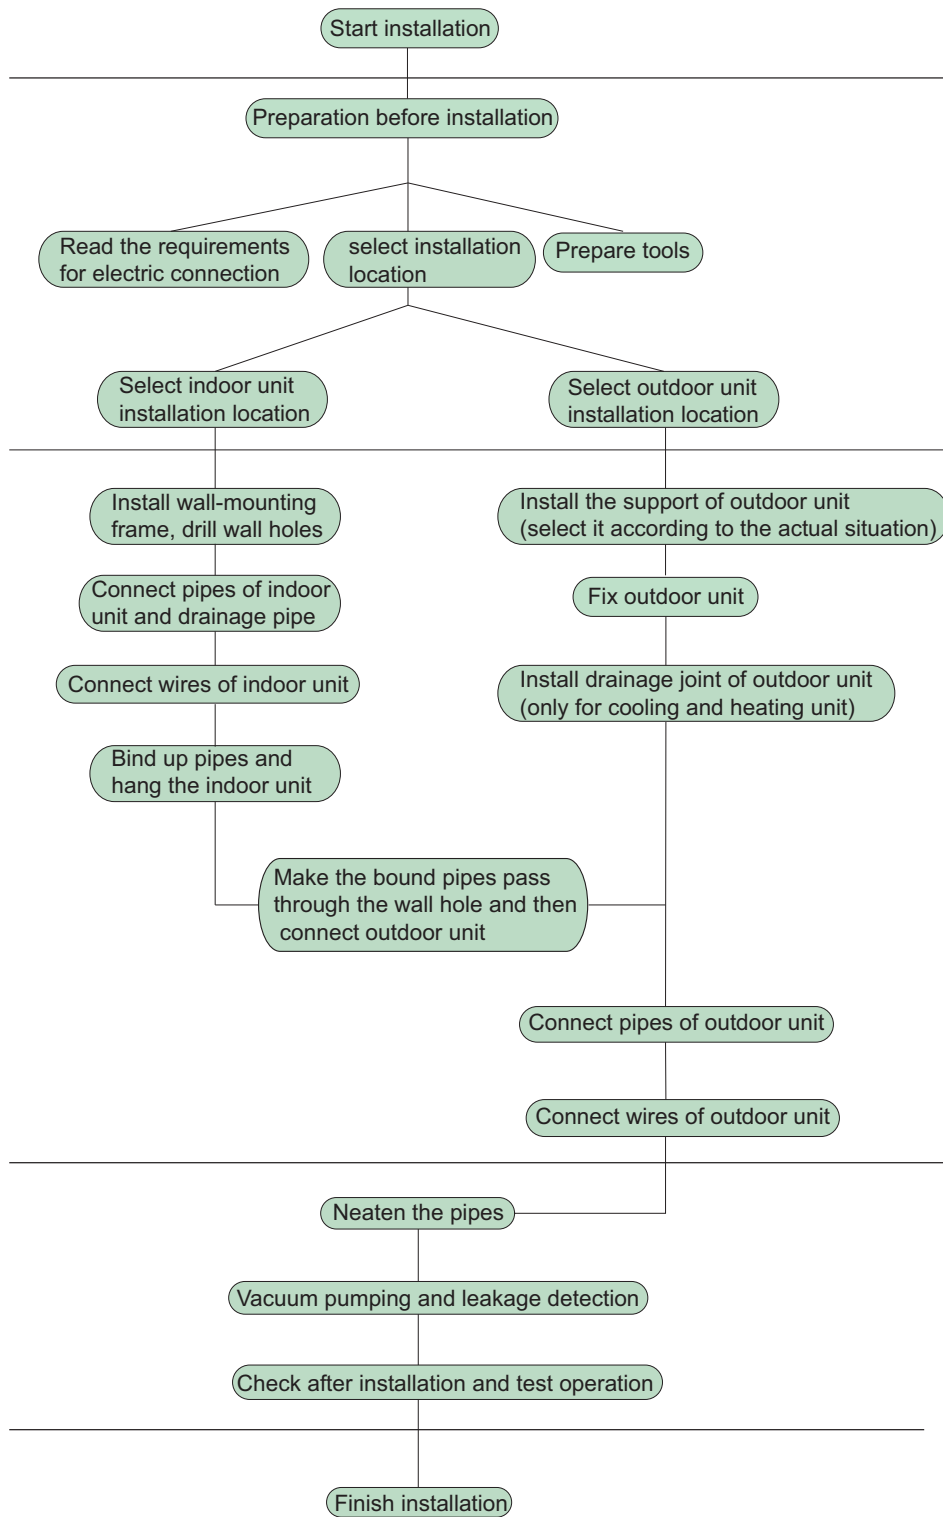 Start installation
Preparation before installation
Read the requirements
for electric connection
select installation
location
Prepare tools
Select indoor unit
installation location
Select outdoor unit
installation location
Install wall-mounting
frame, drill wall holes
Connect pipes of indoor
unit and drainage pipe
Connect wires of indoor unit
Bind up pipes and
hang the indoor unit
Install the support of outdoor unit
(select it according to the actual situation)
Fix outdoor unit
Install drainage joint of outdoor unit
(only for cooling and heating unit)
Make the bound pipes pass
through the wall hole and then
connect outdoor unit
Connect pipes of outdoor unit
Connect wires of outdoor unit
Neaten the pipes
Vacuum pumping and leakage detection
Check after installation and test operation
Finish installation